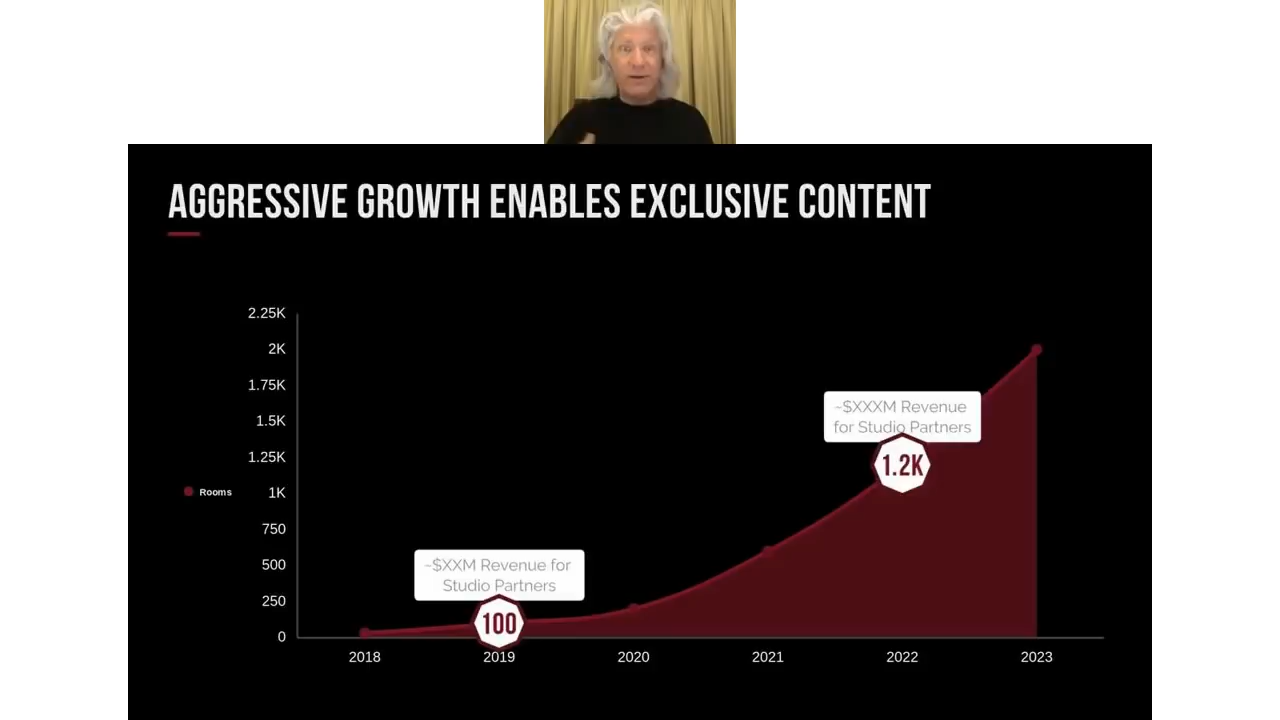 AGGRESSIVE GROWTH ENABLES EXCLUSIVE CONTENT
2.25K
2K
1.75K
1.5K
1.25K
1K
750
500
250
0
Rooms
~$XXM Revenue for
Studio Partners
100
~$XXXM Revenue
for Studio Partners
1.2K
2018
2019
2020
2021
2022
2023